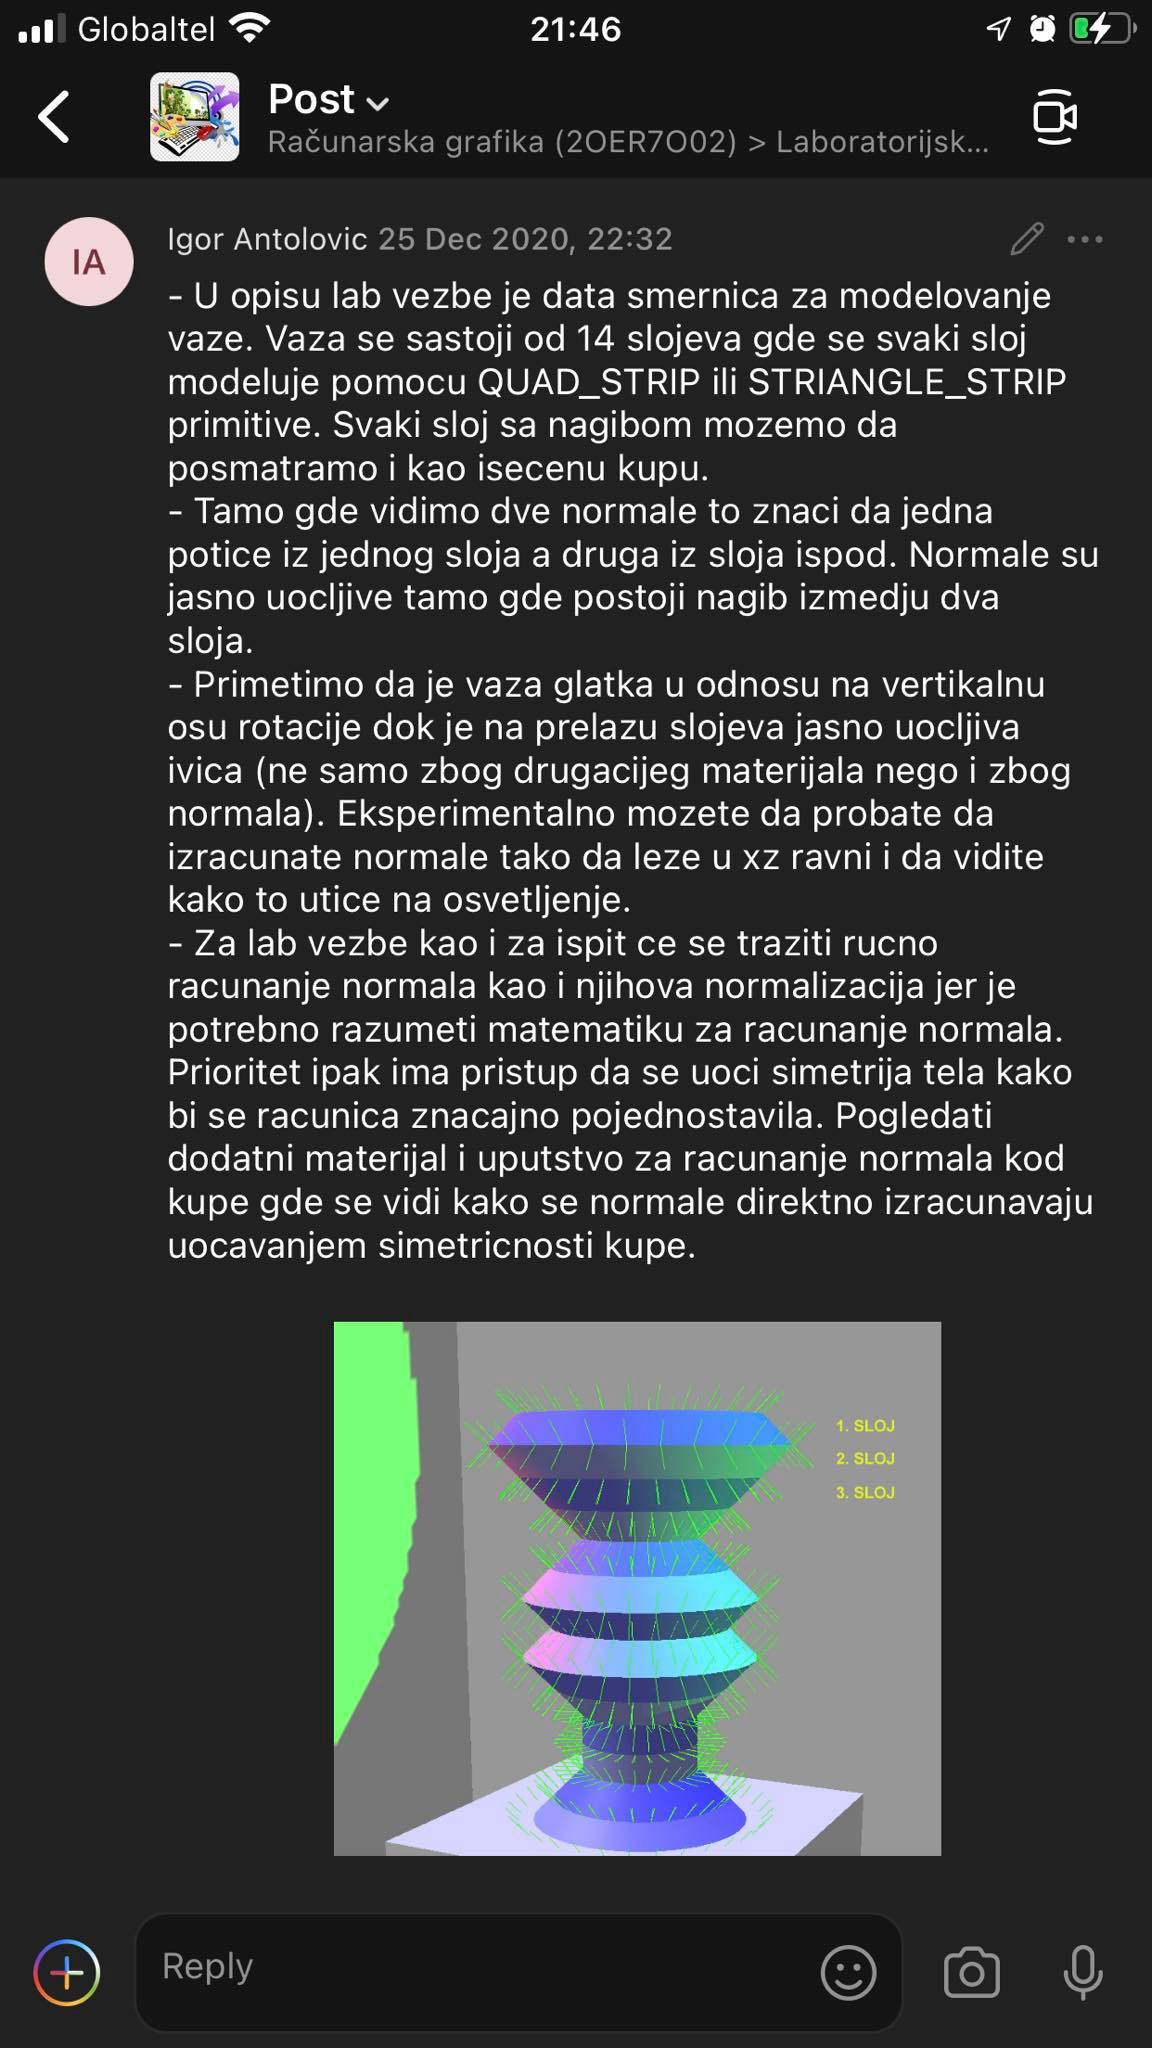 Globaltel
21:46
Post
Računarska grafika (2OER7O02) > Laboratorijsk...
IA
Igor Antolovic 25 Dec 2020, 22:32
- U opisu lab vezbe je data smernica za modelovanje
vaze. Vaza se sastoji od 14 slojeva gde se svaki sloj
modeluje pomocu QUAD_STRIP ili STRIANGLE_STRIP
primitive. Svaki sloj sa nagibom mozemo da
posmatramo i kao isecenu kupu.
- Tamo gde vidimo dve normale to znaci da jedna
potice iz jednog sloja a druga iz sloja ispod. Normale su
jasno uocljive tamo gde postoji nagib izmedju dva
sloja.
- Primetimo da je vaza glatka u odnosu na vertikalnu
osu rotacije dok je na prelazu slojeva jasno uocljiva
ivica (ne samo zbog drugacijeg materijala nego i zbog
normala). Eksperimentalno mozete da probate da
izracunate normale tako da leze u xz ravni i da vidite
kako to utice na osvetljenje.
- Za lab vezbe kao i za ispit ce se traziti rucno
racunanje normala kao i njihova normalizacija jer je
potrebno razumeti matematiku za racunanje normala.
Prioritet ipak ima pristup da se uoci simetrija tela kako
bi se racunica znacajno pojednostavila. Pogledati
dodatni materijal i uputstvo za racunanje normala kod
kupe gde se vidi kako se normale direktno izracunavaju
uocavanjem simetricnosti kupe.
1. SLOJ
2. SLOJ
3. SLOJ
Reply